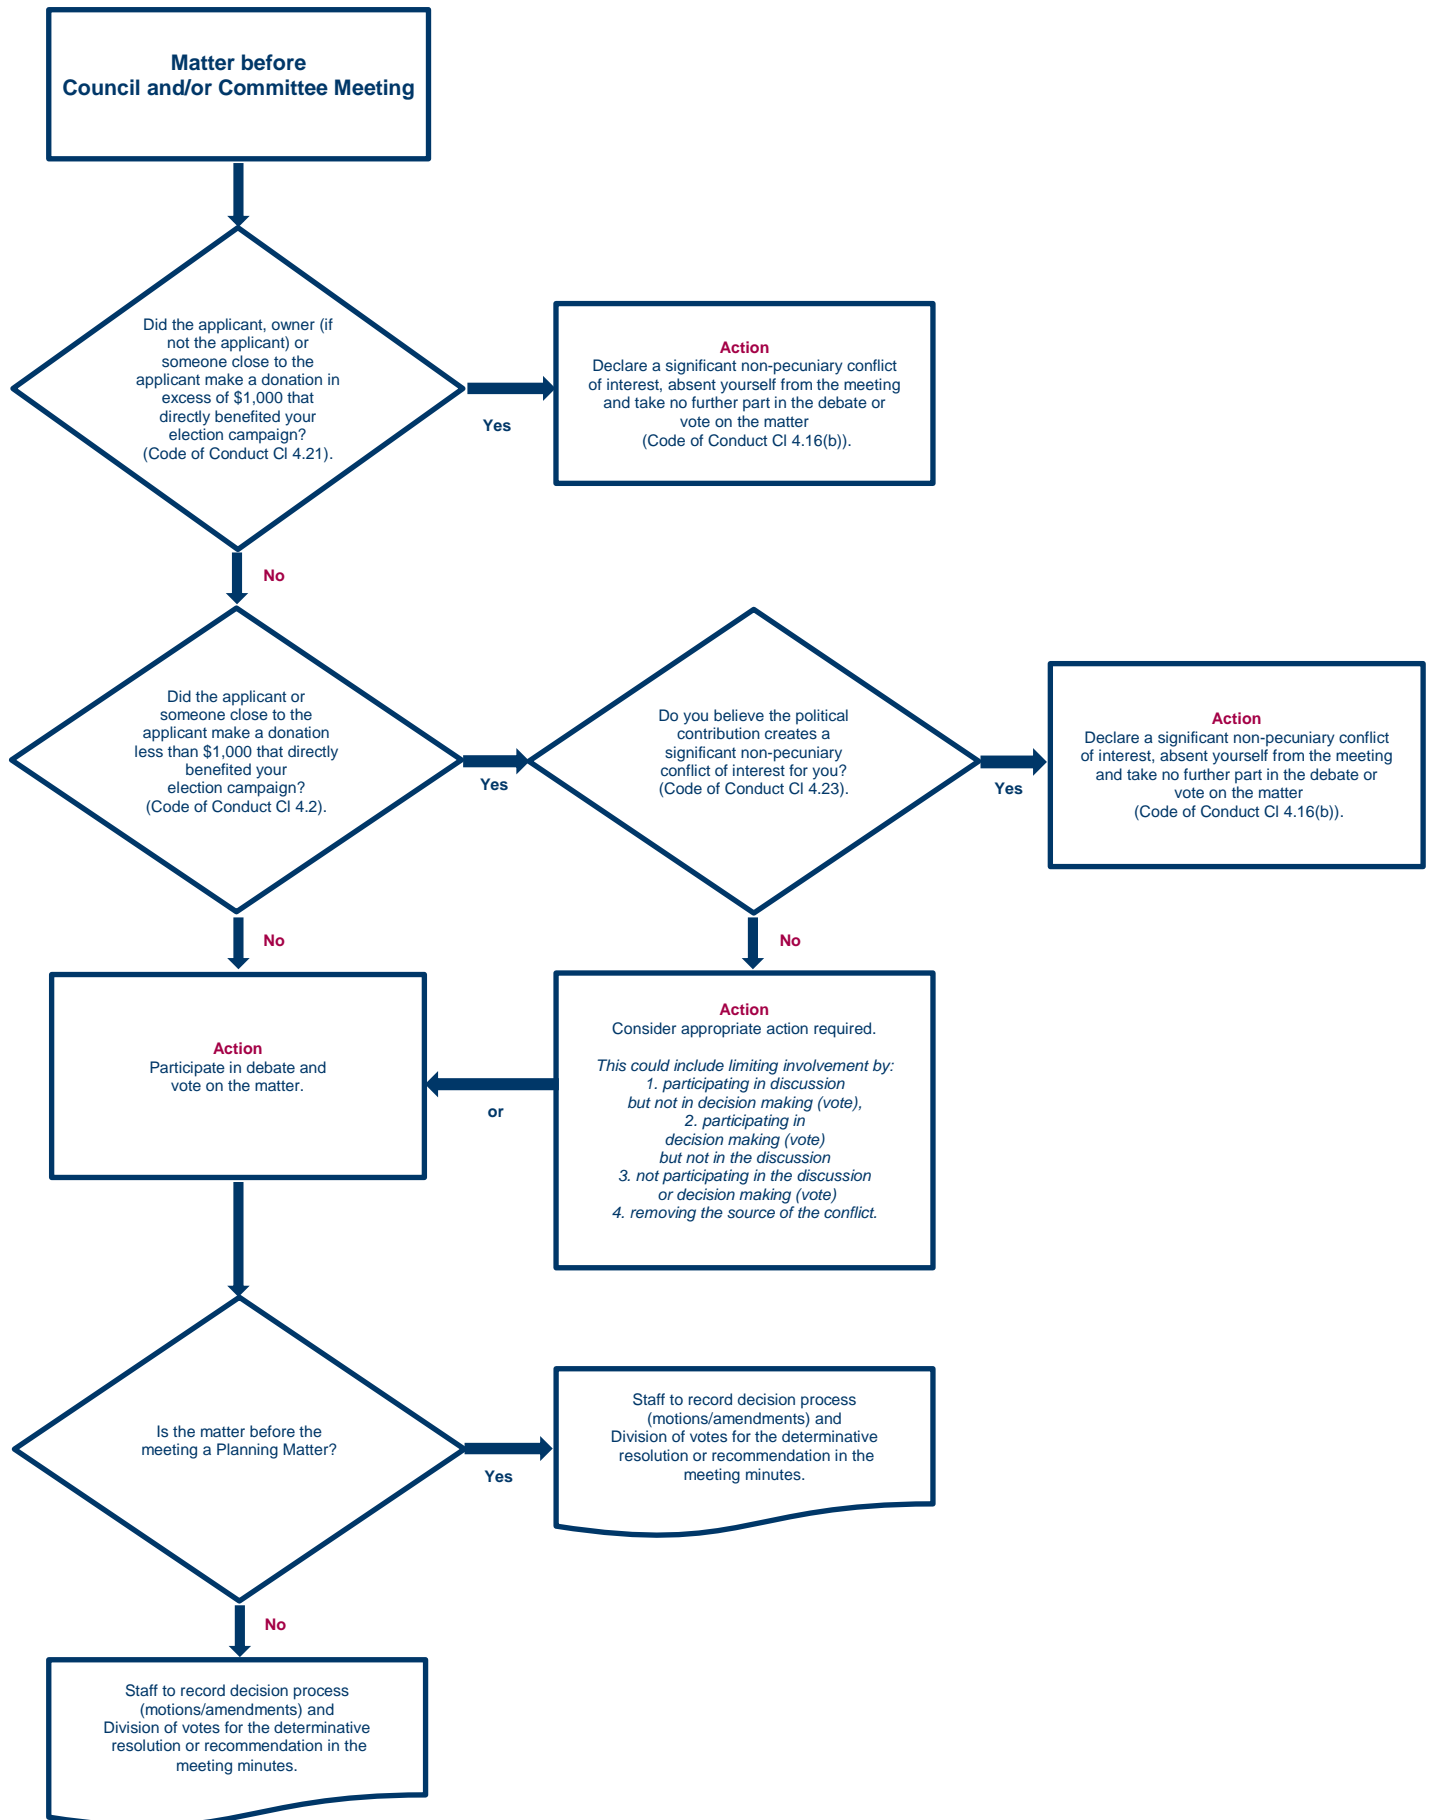 Matter before
Council and/or Committee Meeting
Did the applicant, owner (if
not the applicant) or
someone close to the
applicant make a donation in
excess of $1,000 that
directly benefited your
election campaign?
(Code of Conduct Cl 4.21).
Yes
Action
Declare a significant non-pecuniary conflict
of interest, absent yourself from the meeting
and take no further part in the debate or
vote on the matter
(Code of Conduct Cl 4.16(b)).
No
Did the applicant or
someone close to the
applicant make a donation
less than $1,000 that directly
benefited your
election campaign?
(Code of Conduct Cl 4.2).
Yes
Do you believe the political
contribution creates a
significant non-pecuniary
conflict of interest for you?
(Code of Conduct Cl 4.23).
Yes
Action
Declare a significant non-pecuniary conflict
of interest, absent yourself from the meeting
and take no further part in the debate or
vote on the matter
(Code of Conduct Cl 4.16(b)).
No
No
Action
Participate in debate and
vote on the matter.
or
Action
Consider appropriate action required.
This could include limiting involvement by:
1. participating in discussion
but not in decision making (vote),
2. participating in
decision making (vote)
but not in the discussion
3. not participating in the discussion
or decision making (vote)
4. removing the source of the conflict.
Is the matter before the
meeting a Planning Matter?
Yes
Staff to record decision process
(motions/amendments) and
Division of votes for the determinative
resolution or recommendation in the
meeting minutes.
No
Staff to record decision process
(motions/amendments) and
Division of votes for the determinative
resolution or recommendation in the
meeting minutes.